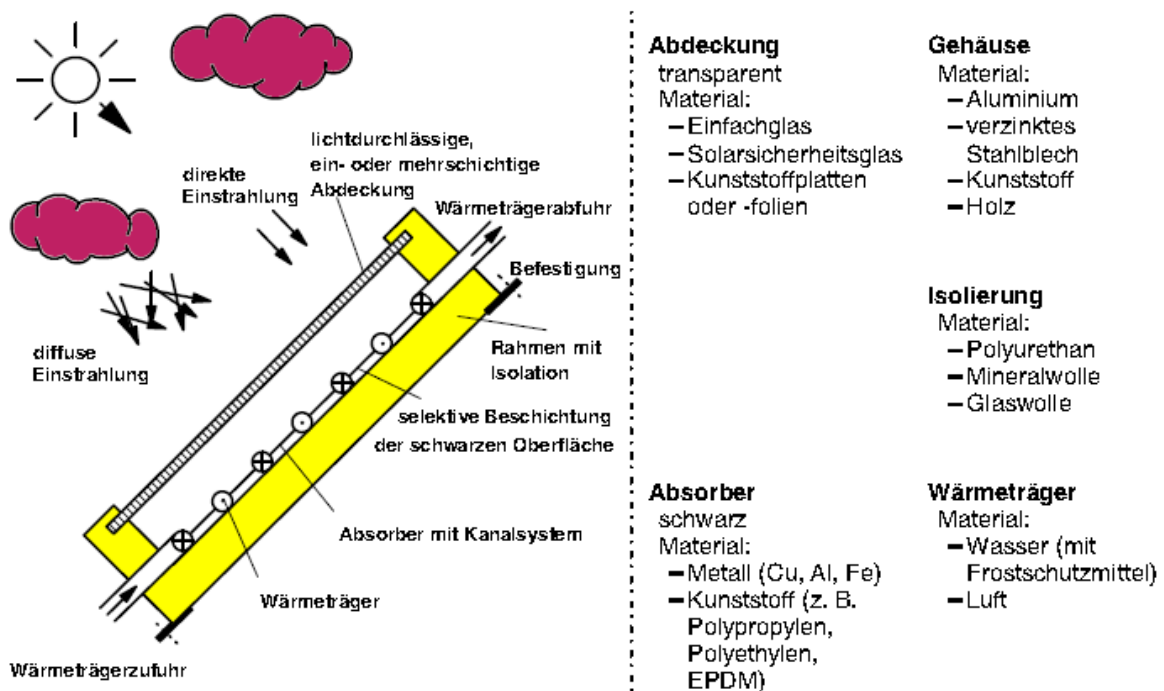 lichtdurchlässige,
ein- oder mehrschichtige
Abdeckung
direkte
Einstrahlung
Wärmeträgerabfuhr
Befestigung
diffuse
Einstrahlung
Rahmen mit
Isolation
selektive Beschichtung
der schwarzen Oberfläche
Absorber mit Kanalsystem
Wärmeträger
Wärmeträgerzufuhr
Abdeckung
transparent
Material:
– Einfachglas
– Solarsicherheitsglas
– Kunststoffplatten
oder -folien
Gehäuse
Material:
– Aluminium
– verzinktes
Stahlblech
– Kunststoff
– Holz
Isolierung
Material:
– Polyurethan
– Mineralwolle
– Glaswolle
Absorber
schwarz
Material:
– Metall (Cu, Al, Fe)
– Kunststoff (z. B.
Polypropylen,
Polyethylen,
EPDM)
Wärmeträger
Material:
– Wasser (mit
Frostschutzmittel)
– Luft